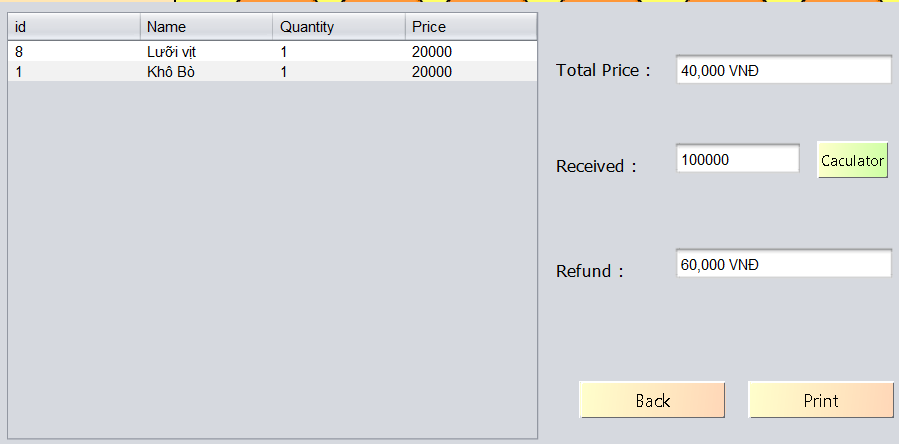 id Name Quantity Price
8 Lưỡi vịt 1 20000
1 Khô Bò 1 20000
Total Price : 40,000 VNĐ
Received : 100000 Caculator
Refund : 60,000 VNĐ
Back Print